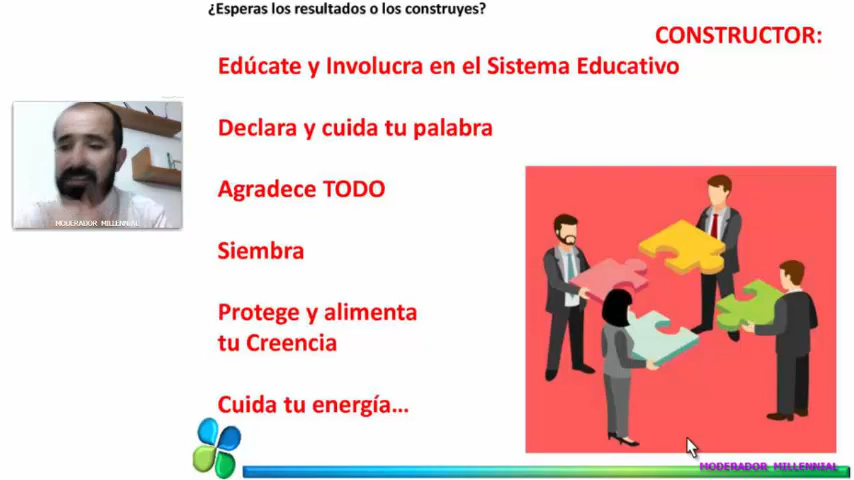 ¿Esperas los resultados o los construyes?
CONSTRUCTOR:
Edúcate y Involucra en el Sistema Educativo
Declara y cuida tu palabra
Agradece TODO
Siembra
Protege y alimenta
tu Creencia
Cuida tu energía...
MODERADOR MILLENNIAL
MODERADOR MILLENNIAL